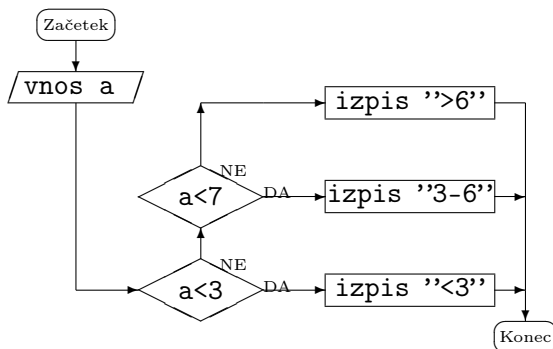 Začetek
vnos a
izpis ”>6”
NE
a<7
DA
izpis ”3-6”
NE
a<3
DA
izpis ”<3”
Konec